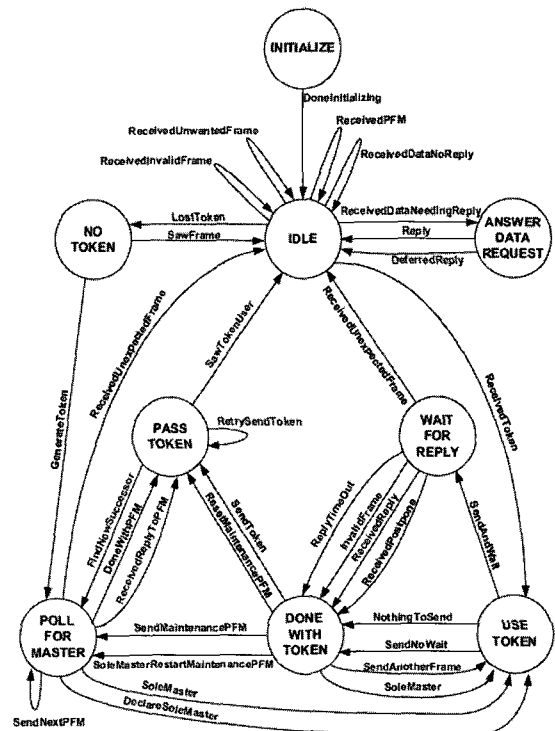 INITIALIZE
DoneInitializing
ReceivedPFM
ReceivedUnwantedFrame
ReceivedDataNoReply
ReceivedInvalidFrame
LostToken
ReceivedDataNeedingReply
NO
TOKEN
SawFrame
IDLE
Reply
ANSWER
DATA
REQUEST
DeferredReply
ReceivedUnexpectedFrame
SawTokenUser
ReceivedUnexpectedFrame
ReceivedToken
GenerateToken
PASS
TOKEN
RetrySendToken
WAIT
FOR
REPLY
FindNewSuccessor
DoneWithPFM
ReceivedReplyToPFM
SendToken
ResetMaintenancePFM
ReplyTimeOut
InvalidFrame
ReceivedReply
ReceivedPostpone
SendAndWait
POLL
FOR
MASTER
SendMaintenancePFM
SoleMasterRestartMaintenancePFM
DONE
WITH
TOKEN
NothingToSend
SendNoWait
SendAnotherFrame
SoleMaster
USE
TOKEN
SoleMaster
DeclareSoleMaster
SendNextPFM